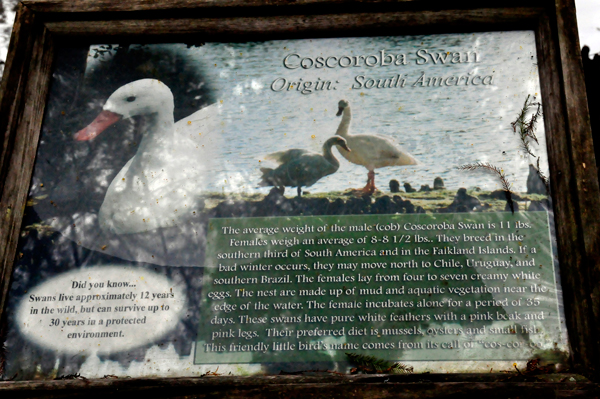 Coscoroba Swan
Origin: South America
The average weight of the male (cob) Coscoroba Swan is 11 lbs.
Females weigh an average of 8-8 1/2 lbs.. They breed in the
southern third of South America and in the Falkland Islands. If a
bad winter occurs, they may move north to Chile, Uruguay, and
southern Brazil. The females lay from four to seven creamy white
eggs. The nest are made up of mud and aquatic vegetation near the
edge of the water. The female incubates alone for a period of 35
days. These swans have pure white feathers with a pink beak and
pink legs. Their preferred diet is mussels, oysters and small fish.
This friendly little bird's name comes from its call of
Did you know...
Swans live approximately 12 years
in the wild, but can survive up to
30 years in a protected
environment.